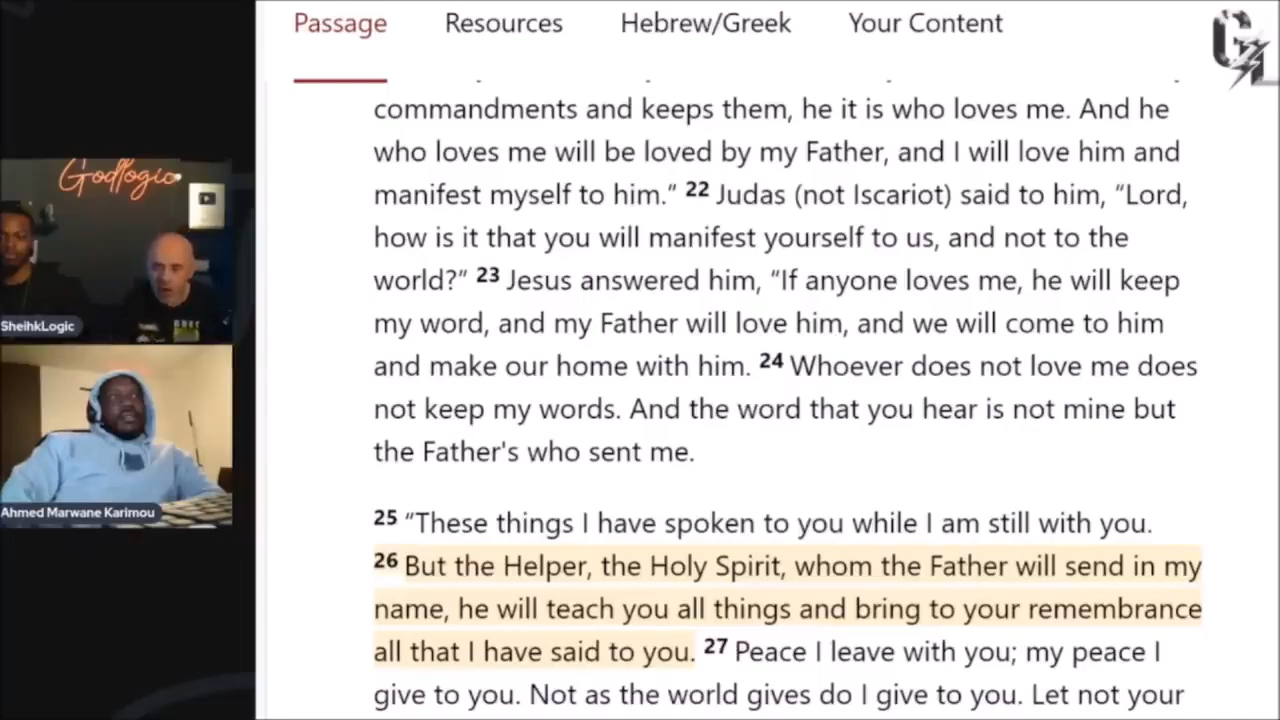 Passage
Resources
Hebrew/Greek
Your Content
GL
commandments and keeps them, he it is who loves me. And he
who loves me will be loved by my Father, and I will love him and
manifest myself to him.” 22 Judas (not Iscariot) said to him, “Lord,
how is it that you will manifest yourself to us, and not to the
world?” 23 Jesus answered him, “If anyone loves me, he will keep
my word, and my Father will love him, and we will come to him
and make our home with him. 24 Whoever does not love me does
not keep my words. And the word that you hear is not mine but
the Father's who sent me.
25 “These things I have spoken to you while I am still with you.
26 But the Helper, the Holy Spirit, whom the Father will send in my
name, he will teach you all things and bring to your remembrance
all that I have said to you. 27 Peace I leave with you; my peace I
give to you. Not as the world gives do I give to you. Let not your
Godlogic
SheihkLogic
Ahmed Marwane Karimou